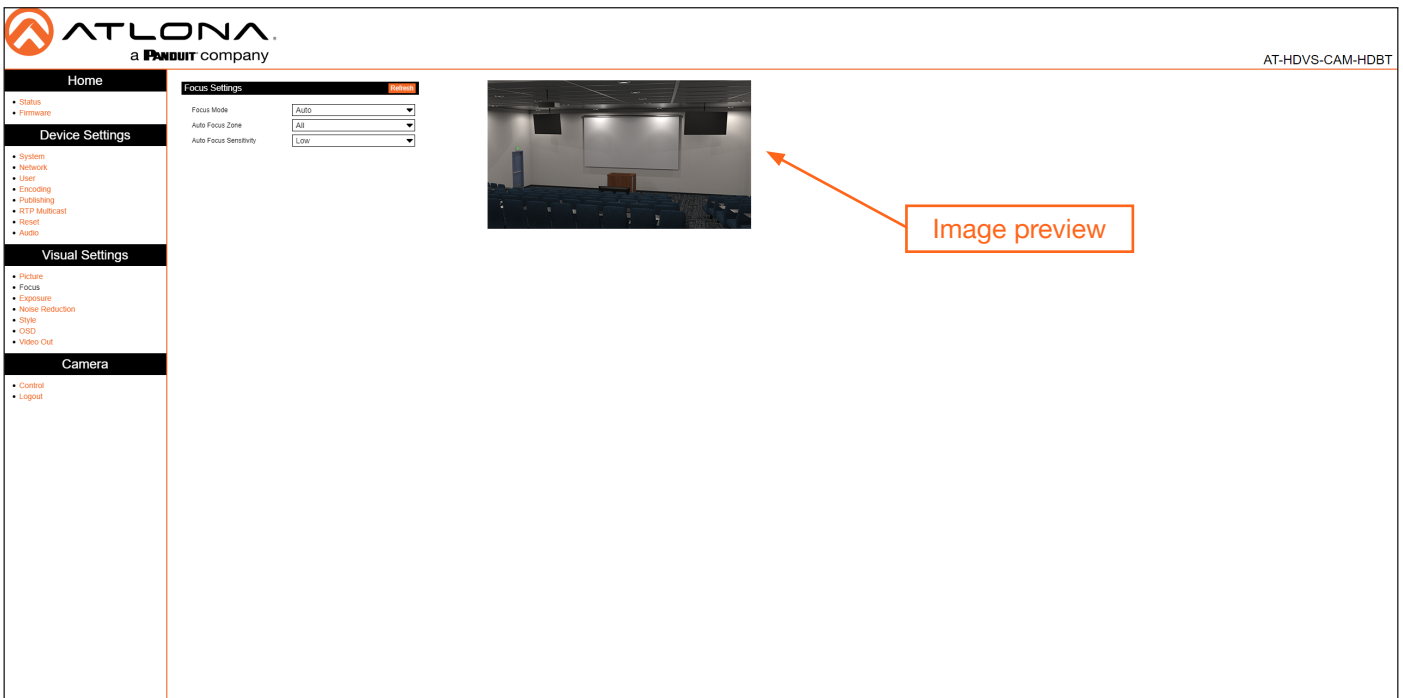 ATLONA.
a PANDUIT company
AT-HDVS-CAM-HDBT
Home
Status
Firmware
Device Settings
System
Network
User
Encoding
Publishing
RTP Multicast
Reset
Audio
Visual Settings
Picture
Focus
Exposure
Noise Reduction
Style
OSD
Video Out
Camera
Control
Logout
Focus Settings Refresh
Focus Mode Auto
Auto Focus Zone All
Auto Focus Sensitivity Low
Image preview